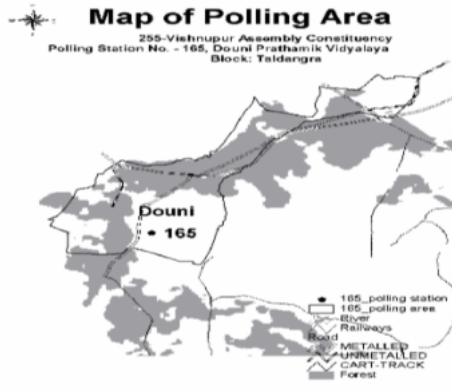 Map of Polling Area
255-Vishnupur Assembly Constituency
Polling Station No. - 165, Douni Prathamik Vidyalaya
Block: Taldangra
Douni
165
165_polling station
165_polling area
River
Railways
Road
METALLED
UNMETALLED
CART-TRACK
Forest